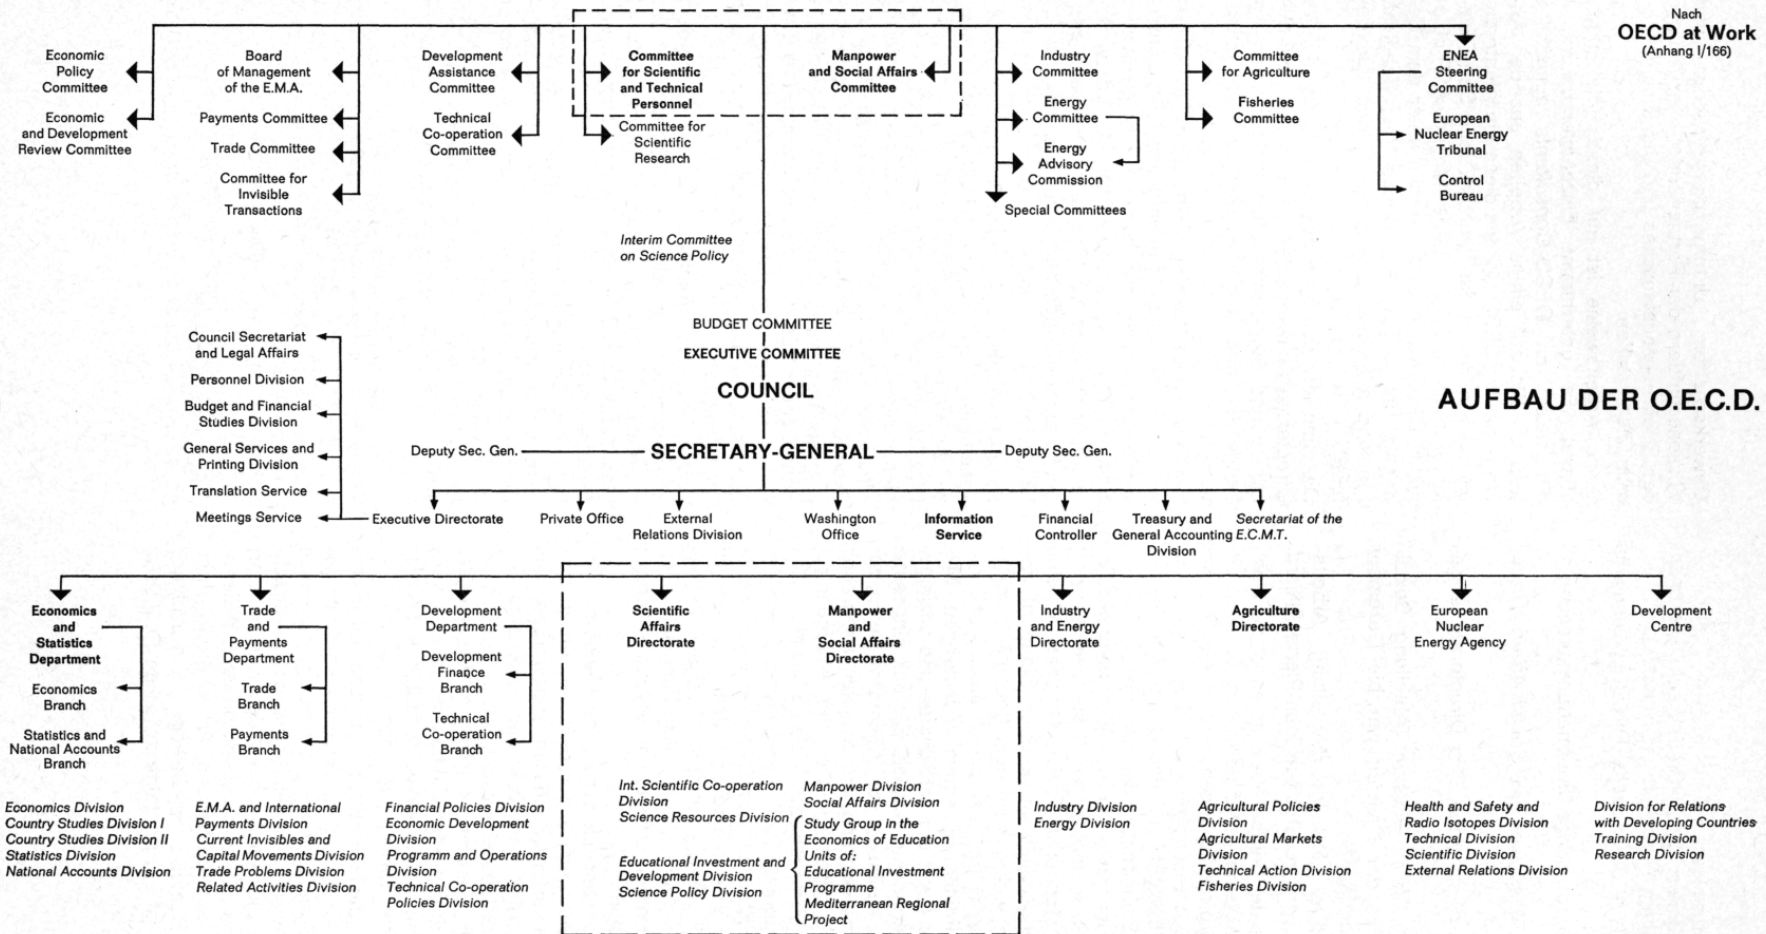 Nach
OECD at Work
(Anhang I/166)
Economic
Policy
Committee
Economic
and Development
Review Committee
Board
of Management
of the E.M.A.
Payments Committee
Trade Committee
Committee for
Invisible
Transactions
Development
Assistance
Committee
Technical
Co-operation
Committee
Committee
for Scientific
and Technical
Personnel
Committee for
Scientific
Research
Manpower
and Social Affairs
Committee
Industry
Committee
Energy
Committee
Energy
Advisory
Commission
Special Committees
Committee
for Agriculture
Fisheries
Committee
ENEA
Steering
Committee
European
Nuclear Energy
Tribunal
Control
Bureau
Interim Committee
on Science Policy
BUDGET COMMITTEE
EXECUTIVE COMMITTEE
COUNCIL
AUFBAU DER O.E.C.D.
Deputy Sec. Gen.
SECRETARY-GENERAL
Deputy Sec. Gen.
Council Secretariat
and Legal Affairs
Personnel Division
Budget and Financial
Studies Division
General Services and
Printing Division
Translation Service
Meetings Service
Executive Directorate
Private Office
External
Relations Division
Washington
Office
Information
Service
Financial
Controller
Treasury and
General Accounting
Division
Secretariat of the
E.C.M.T.
Economics
and
Statistics
Department
Economics
Branch
Statistics and
National Accounts
Branch
Trade
and
Payments
Department
Trade
Branch
Payments
Branch
Development
Department
Development
Finance
Branch
Technical
Co-operation
Branch
Scientific
Affairs
Directorate
Manpower
and
Social Affairs
Directorate
Industry
and Energy
Directorate
Agriculture
Directorate
European
Nuclear
Energy Agency
Development
Centre
Economics Division
Country Studies Division I
Country Studies Division II
Statistics Division
National Accounts Division
E.M.A. and International
Payments Division
Current Invisibles and
Capital Movements Division
Trade Problems Division
Related Activities Division
Financial Policies Division
Economic Development
Division
Programm and Operations
Division
Technical Co-operation
Policies Division
Int. Scientific Co-operation
Division
Science Resources Division
Educational Investment and
Development Division
Science Policy Division
Manpower Division
Social Affairs Division
Study Group in the
Economics of Education
Units of:
Educational Investment
Programme
Mediterranean Regional
Project
Industry Division
Energy Division
Agricultural Policies
Division
Agricultural Markets
Division
Technical Action Division
Fisheries Division
Health and Safety and
Radio Isotopes Division
Technical Division
Scientific Division
External Relations Division
Division for Relations
with Developing Countries
Training Division
Research Division